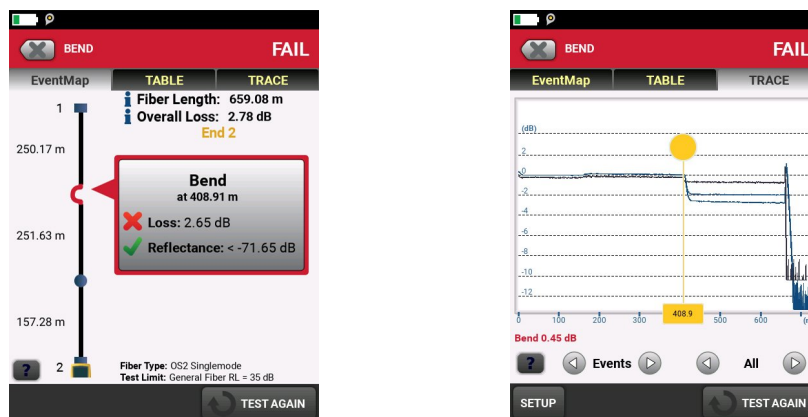 BEND
FAIL
EventMap
TABLE
TRACE
1
Fiber Length: 659.08 m
Overall Loss: 2.78 dB
End 2
250.17 m
Bend
at 408.91 m
Loss: 2.65 dB
Reflectance: < -71.65 dB
251.63 m
157.28 m
2
?
Fiber Type: OS2 Singlemode
Test Limit: General Fiber RL = 35 dB
TEST AGAIN
BEND
FAIL
EventMap
TABLE
TRACE
(dB)
2
0
-2
-4
-6
-8
-10
-12
0 100 200 300 408.9 500 600
Bend 0.45 dB
?
Events
All
SETUP
TEST AGAIN